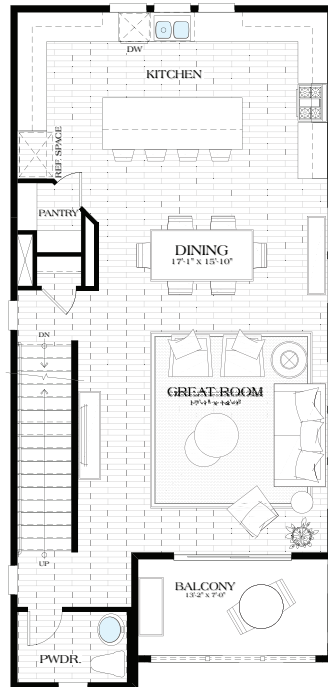 DW
KITCHEN
REF. SPACE
PANTRY
DINING
17'-1" X 15'-10"
DN
GREAT ROOM
UP
BALCONY
13'-2" X 7'-0"
PWDR.